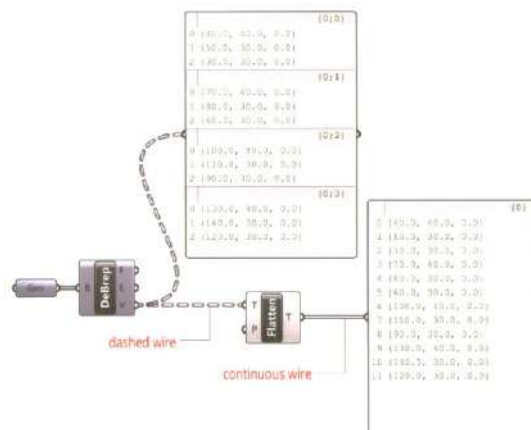 {0;0}
0 {40.0, 40.0, 0.0}
1 {50.0, 30.0, 0.0}
2 {30.0, 30.0, 0.0}
{0;1}
0 {70.0, 40.0, 0.0}
1 {80.0, 30.0, 0.0}
2 {60.0, 30.0, 0.0}
{0;2}
0 {100.0, 40.0, 0.0}
1 {110.0, 30.0, 0.0}
2 {90.0, 30.0, 0.0}
{0;3}
0 {130.0, 40.0, 0.0}
1 {140.0, 30.0, 0.0}
2 {120.0, 30.0, 0.0}
{0}
0 {40.0, 40.0, 0.0}
1 {50.0, 30.0, 0.0}
2 {30.0, 30.0, 0.0}
3 {70.0, 40.0, 0.0}
4 {80.0, 30.0, 0.0}
5 {60.0, 30.0, 0.0}
6 {100.0, 40.0, 0.0}
7 {110.0, 30.0, 0.0}
8 {90.0, 30.0, 0.0}
9 {130.0, 40.0, 0.0}
10 {140.0, 30.0, 0.0}
11 {120.0, 30.0, 0.0}
B DeBrep F E V
T P Flatten T
dashed wire
continuous wire